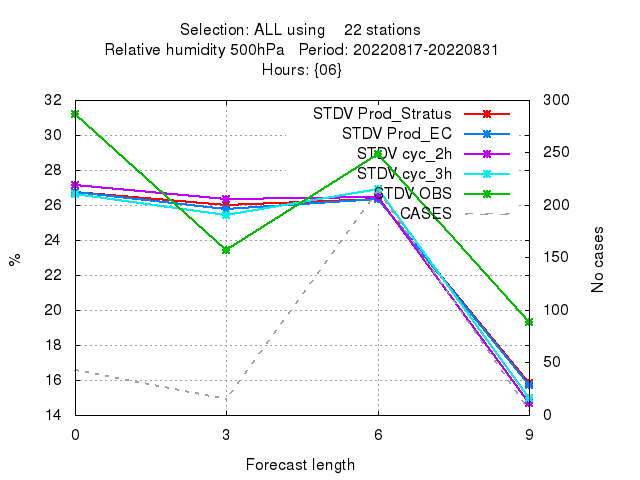 Selection: ALL using    22 stations
Relative humidity 500hPa   Period: 20220817-20220831
Hours: {06}
STDV Prod_Stratus
STDV Prod_EC
STDV cyc_2h
STDV cyc_3h
STDV OBS
CASES
32
30
28
26
24
22
20
18
16
14
%
300
250
200
150
100
50
0
No cases
0 3 6 9
Forecast length